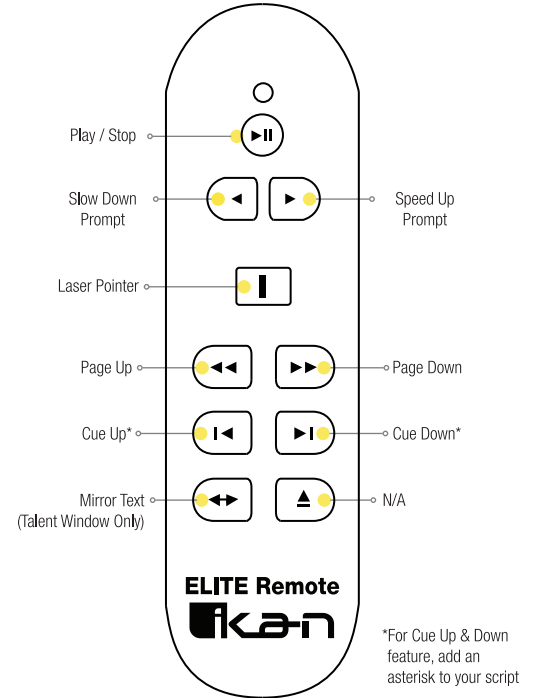 Play / Stop
Slow Down
Prompt
Speed Up
Prompt
Laser Pointer
Page Up
Page Down
Cue Up*
Cue Down*
Mirror Text
(Talent Window Only)
N/A
ELITE Remote
ikan
*For Cue Up & Down
feature, add an
asterisk to your script